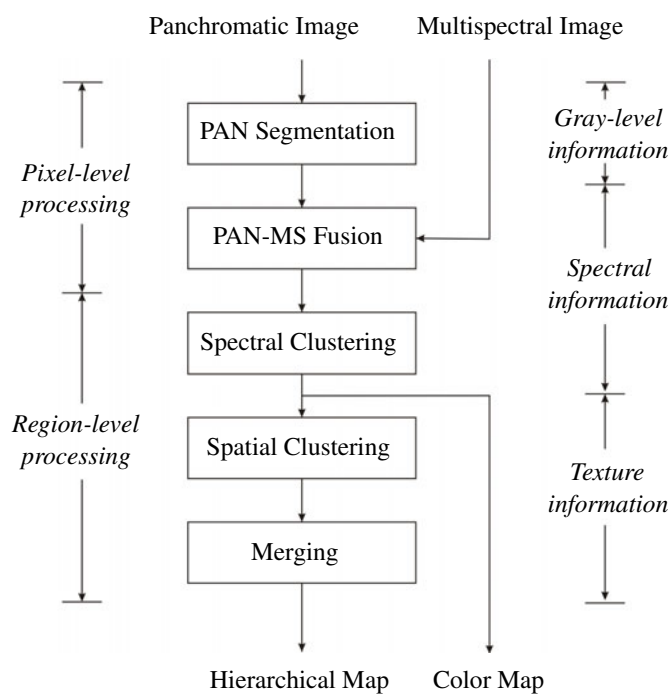 Panchromatic Image
Multispectral Image
PAN Segmentation
Gray-level
information
Pixel-level
processing
PAN-MS Fusion
Spectral
information
Spectral Clustering
Region-level
processing
Spatial Clustering
Texture
information
Merging
Hierarchical Map
Color Map